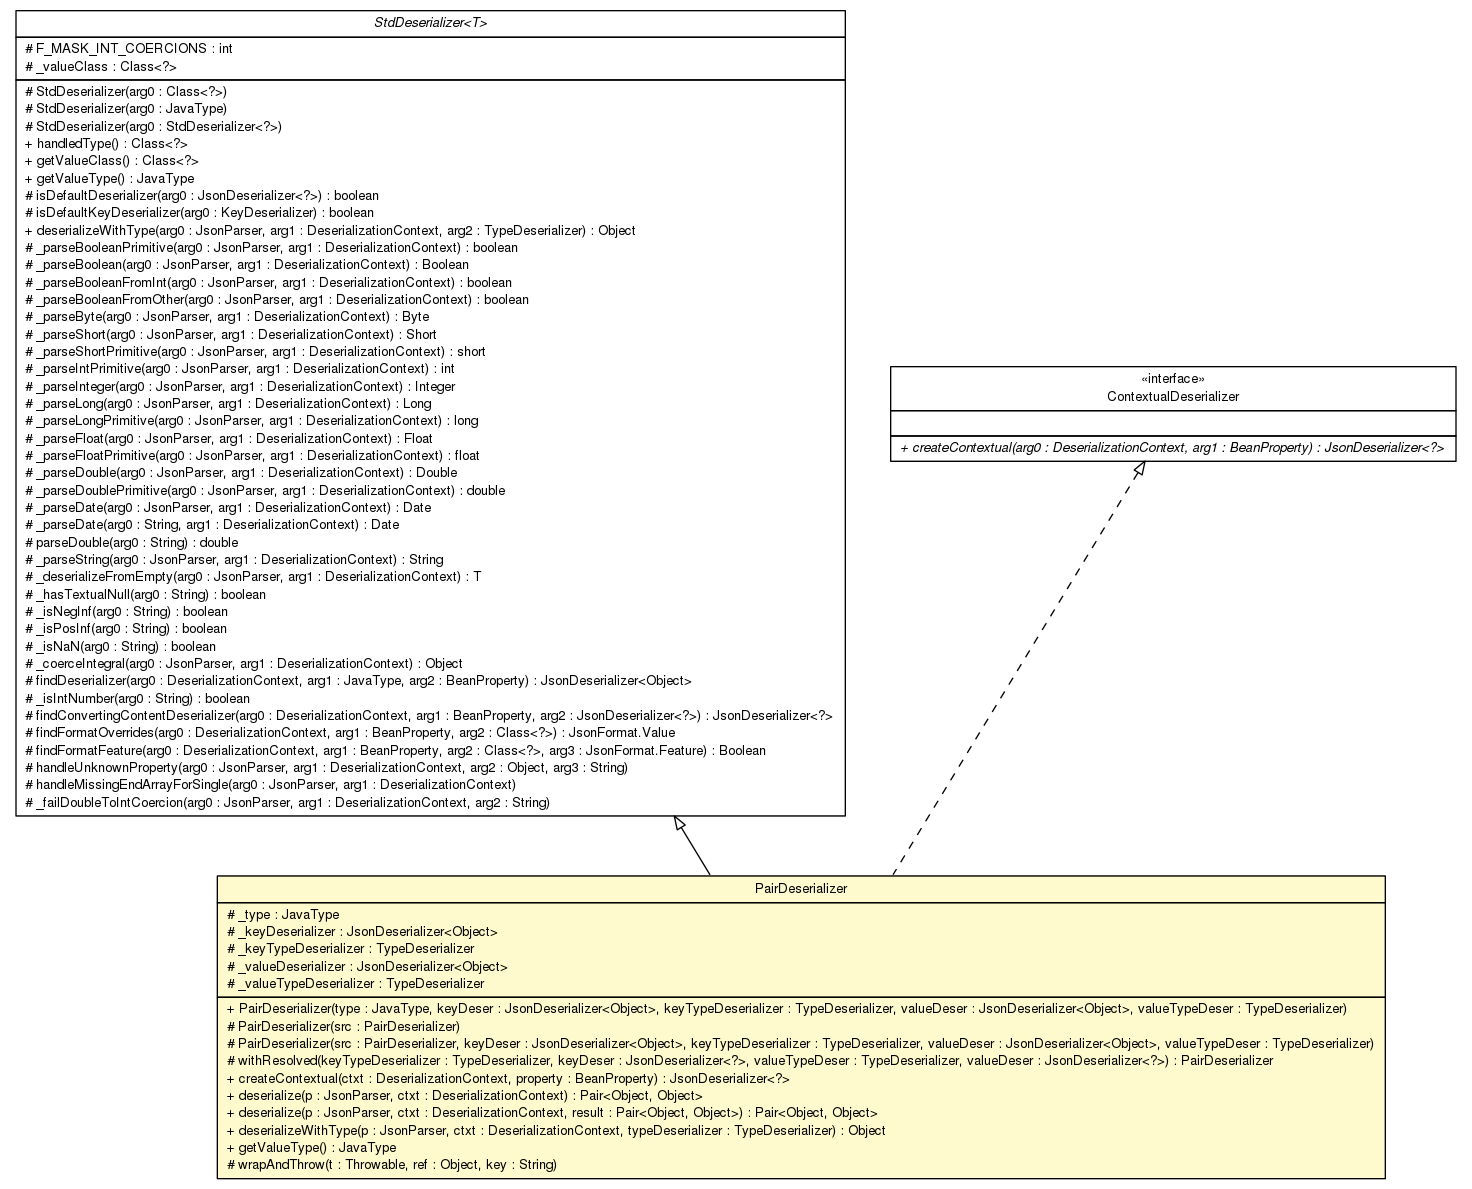 StdDeserializer<T>
# F_MASK_INT_COERCIONS : int
# _valueClass : Class<?>
# StdDeserializer(arg0 : Class<?>)
# StdDeserializer(arg0 : JavaType)
# StdDeserializer(arg0 : StdDeserializer<?>)
+ handledType() : Class<?>
+ getValueClass() : Class<?>
+ getValueType() : JavaType
# isDefaultDeserializer(arg0 : JsonDeserializer<?>) : boolean
# isDefaultKeyDeserializer(arg0 : KeyDeserializer) : boolean
+ deserializeWithType(arg0 : JsonParser, arg1 : DeserializationContext, arg2 : TypeDeserializer) : Object
# _parseBooleanPrimitive(arg0 : JsonParser, arg1 : DeserializationContext) : boolean
# _parseBoolean(arg0 : JsonParser, arg1 : DeserializationContext) : Boolean
# _parseBooleanFromInt(arg0 : JsonParser, arg1 : DeserializationContext) : boolean
# _parseBooleanFromOther(arg0 : JsonParser, arg1 : DeserializationContext) : boolean
# _parseByte(arg0 : JsonParser, arg1 : DeserializationContext) : Byte
# _parseShort(arg0 : JsonParser, arg1 : DeserializationContext) : Short
# _parseShortPrimitive(arg0 : JsonParser, arg1 : DeserializationContext) : short
# _parseIntPrimitive(arg0 : JsonParser, arg1 : DeserializationContext) : int
# _parseInteger(arg0 : JsonParser, arg1 : DeserializationContext) : Integer
# _parseLong(arg0 : JsonParser, arg1 : DeserializationContext) : Long
# _parseLongPrimitive(arg0 : JsonParser, arg1 : DeserializationContext) : long
# _parseFloat(arg0 : JsonParser, arg1 : DeserializationContext) : Float
# _parseFloatPrimitive(arg0 : JsonParser, arg1 : DeserializationContext) : float
# _parseDouble(arg0 : JsonParser, arg1 : DeserializationContext) : Double
# _parseDoublePrimitive(arg0 : JsonParser, arg1 : DeserializationContext) : double
# _parseDate(arg0 : JsonParser, arg1 : DeserializationContext) : Date
# _parseDate(arg0 : String, arg1 : DeserializationContext) : Date
# parseDouble(arg0 : String) : double
# _parseString(arg0 : JsonParser, arg1 : DeserializationContext) : String
# _deserializeFromEmpty(arg0 : JsonParser, arg1 : DeserializationContext) : T
# _hasTextualNull(arg0 : String) : boolean
# _isNegInf(arg0 : String) : boolean
# _isPosInf(arg0 : String) : boolean
# _isNaN(arg0 : String) : boolean
# _coerceIntegral(arg0 : JsonParser, arg1 : DeserializationContext) : Object
# findDeserializer(arg0 : DeserializationContext, arg1 : JavaType, arg2 : BeanProperty) : JsonDeserializer<Object>
# _isIntNumber(arg0 : String) : boolean
# findConvertingContentDeserializer(arg0 : DeserializationContext, arg1 : BeanProperty, arg2 : JsonDeserializer<?>) : JsonDeserializer<?>
# findFormatOverrides(arg0 : DeserializationContext, arg1 : BeanProperty, arg2 : Class<?>) : JsonFormat.Value
# findFormatFeature(arg0 : DeserializationContext, arg1 : BeanProperty, arg2 : Class<?>, arg3 : JsonFormat.Feature) : Boolean
# handleUnknownProperty(arg0 : JsonParser, arg1 : DeserializationContext, arg2 : Object, arg3 : String)
# handleMissingEndArrayForSingle(arg0 : JsonParser, arg1 : DeserializationContext)
# _failDoubleToIntCoercion(arg0 : JsonParser, arg1 : DeserializationContext, arg2 : String)
«interface»
ContextualDeserializer
+ createContextual(arg0 : DeserializationContext, arg1 : BeanProperty) : JsonDeserializer<?>
PairDeserializer
# _type : JavaType
# _keyDeserializer : JsonDeserializer<Object>
# _keyTypeDeserializer : TypeDeserializer
# _valueDeserializer : JsonDeserializer<Object>
# _valueTypeDeserializer : TypeDeserializer
+ PairDeserializer(type : JavaType, keyDeser : JsonDeserializer<Object>, keyTypeDeserializer : TypeDeserializer, valueDeser : JsonDeserializer<Object>, valueTypeDeser : TypeDeserializer)
# PairDeserializer(src : PairDeserializer)
# PairDeserializer(src : PairDeserializer, keyDeser : JsonDeserializer<Object>, keyTypeDeserializer : TypeDeserializer, valueDeser : JsonDeserializer<Object>, valueTypeDeser : TypeDeserializer)
# withResolved(keyTypeDeserializer : TypeDeserializer, keyDeser : JsonDeserializer<?>, valueTypeDeser : TypeDeserializer, valueDeser : JsonDeserializer<?>) : PairDeserializer
+ createContextual(ctxt : DeserializationContext, property : BeanProperty) : JsonDeserializer<?>
+ deserialize(p : JsonParser, ctxt : DeserializationContext) : Pair<Object, Object>
+ deserialize(p : JsonParser, ctxt : DeserializationContext, result : Pair<Object, Object>) : Pair<Object, Object>
+ deserializeWithType(p : JsonParser, ctxt : DeserializationContext, typeDeserializer : TypeDeserializer) : Object
+ getValueType() : JavaType
# wrapAndThrow(t : Throwable, ref : Object, key : String)